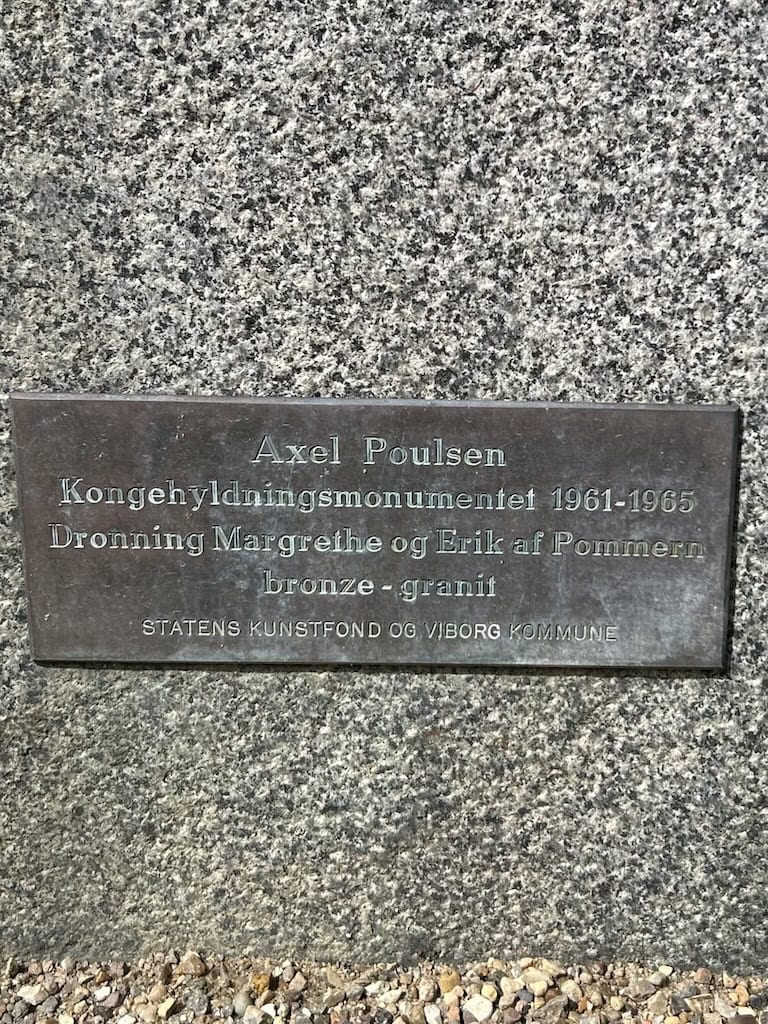 Axel Poulsen
Kongehyldningsmonumentet 1961-1965
Dronning Margrethe og Erik af Pommern
bronze - granit
STATENS KUNSTFOND OG VIBORG KOMMUNE